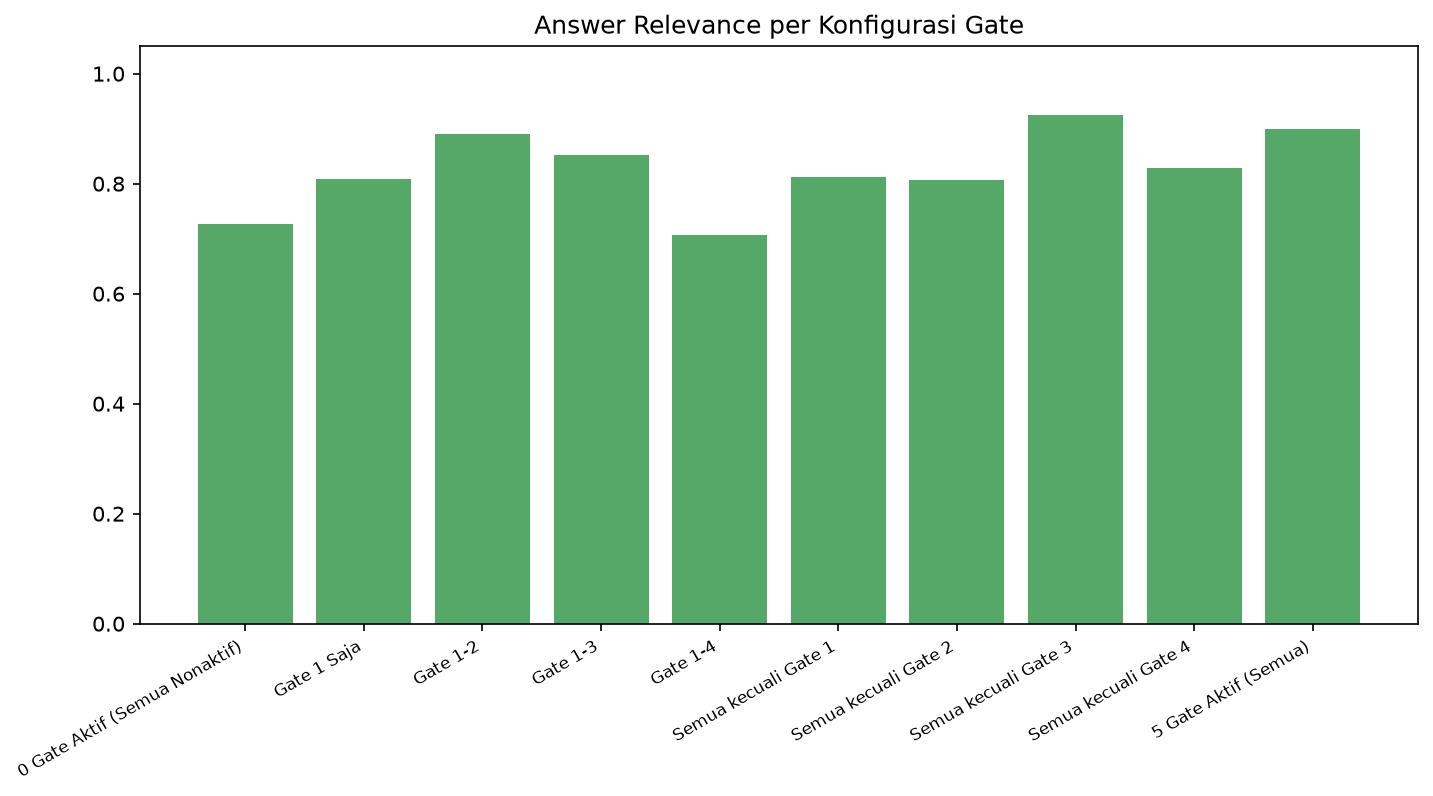 Answer Relevance per Konfigurasi Gate
1.0
0.8
0.6
0.4
0.2
0.0
0 Gate Aktif (Semua Nonaktif)
Gate 1 Saja
Gate 1-2
Gate 1-3
Gate 1-4
Semua kecuali Gate 1
Semua kecuali Gate 2
Semua kecuali Gate 3
Semua kecuali Gate 4
5 Gate Aktif (Semua)